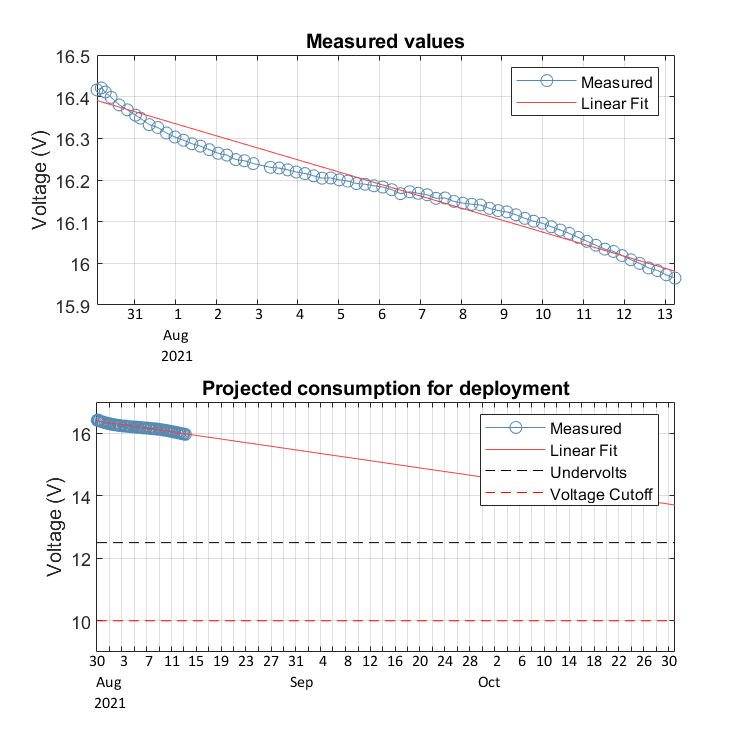 Measured values
16.5
16.4
16.3
16.2
16.1
16
15.9
Voltage (V)
Measured
Linear Fit
31 1 2 3 4 5 6 7 8 9 10 11 12 13
Aug
2021
Projected consumption for deployment
16
14
12
10
Voltage (V)
Measured
Linear Fit
Undervolts
Voltage Cutoff
30 3 7 11 15 19 23 27 31 4 8 12 16 20 24 28 2 6 10 14 18 22 26 30
Aug Sep Oct
2021